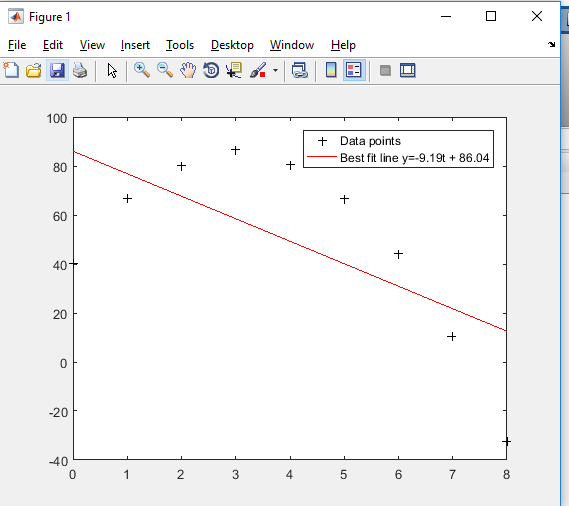 Figure 1
File Edit View Insert Tools Desktop Window Help
100
80
60
40
20
0
-20
-40
0 1 2 3 4 5 6 7 8
Data points
Best fit line y=-9.19t + 86.04